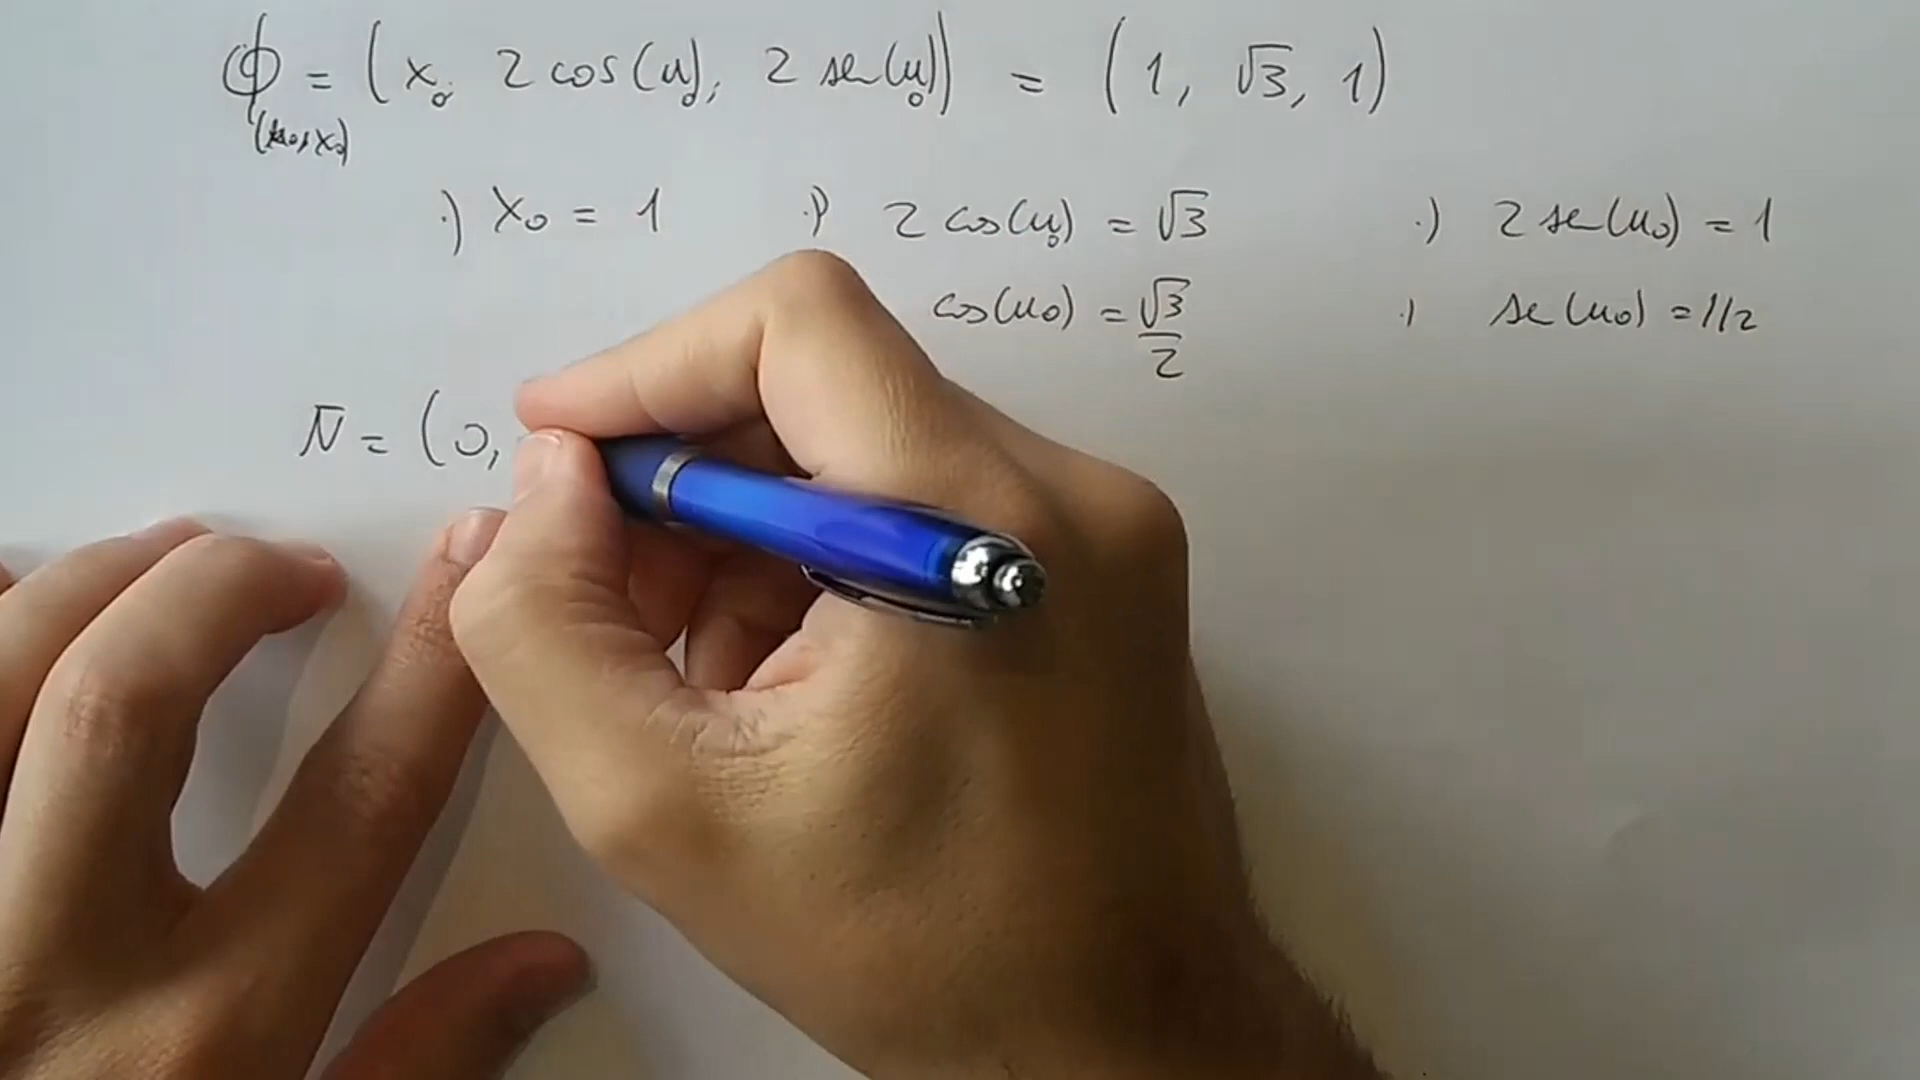 Φ = (x₀, 2 cos(u₀), 2 sen(u₀)) = (1, √3, 1)
(u₀, x₀)
·) x₀ = 1 ·) 2 cos(u₀) = √3 ·) 2 sen(u₀) = 1
cos(u₀) = √3/2 sen(u₀) = 1/2
N = (0,